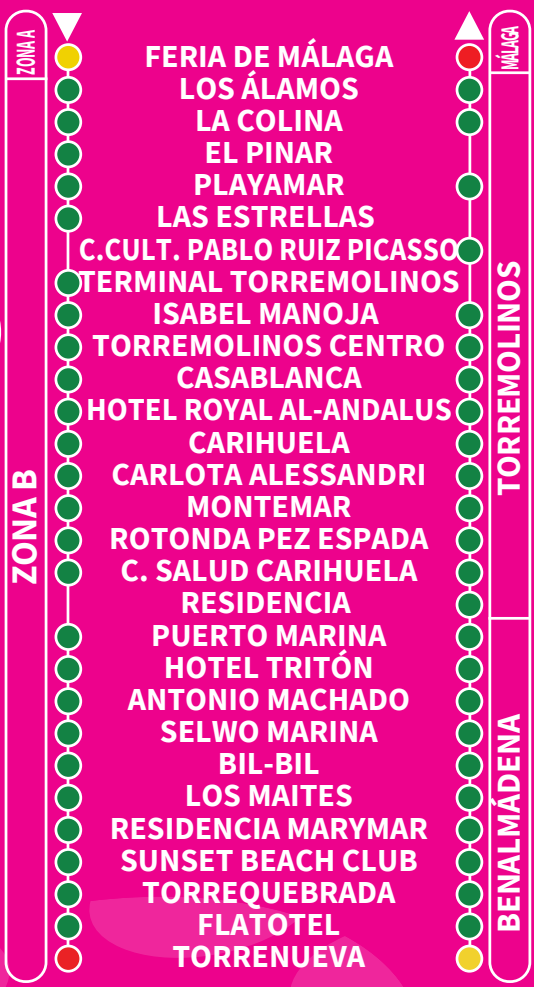 ZONA A
MÁLAGA
FERIA DE MÁLAGA
LOS ÁLAMOS
LA COLINA
EL PINAR
PLAYAMAR
LAS ESTRELLAS
C.CULT. PABLO RUIZ PICASSO
TERMINAL TORREMOLINOS
ISABEL MANOJA
TORREMOLINOS CENTRO
CASABLANCA
HOTEL ROYAL AL-ANDALUS
CARIHUELA
CARLOTA ALESSANDRI
MONTEMAR
ROTONDA PEZ ESPADA
C. SALUD CARIHUELA
RESIDENCIA
PUERTO MARINA
HOTEL TRITÓN
ANTONIO MACHADO
SELWO MARINA
BIL-BIL
LOS MAITES
RESIDENCIA MARYMAR
SUNSET BEACH CLUB
TORREQUEBRADA
FLATOTEL
TORRENUEVA
ZONA B
TORREMOLINOS
BENALMÁDENA